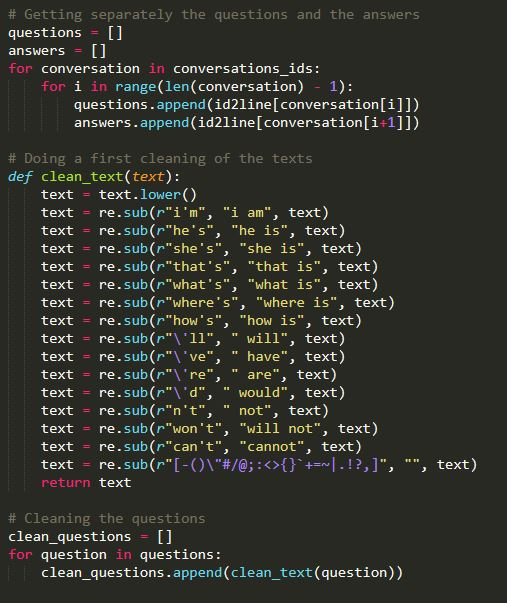 # Getting separately the questions and the answers
questions = []
answers = []
for conversation in conversations_ids:
    for i in range(len(conversation) - 1):
        questions.append(id2line[conversation[i]])
        answers.append(id2line[conversation[i+1]])

# Doing a first cleaning of the texts
def clean_text(text):
    text = text.lower()
    text = re.sub(r"i'm", "i am", text)
    text = re.sub(r"he's", "he is", text)
    text = re.sub(r"she's", "she is", text)
    text = re.sub(r"that's", "that is", text)
    text = re.sub(r"what's", "what is", text)
    text = re.sub(r"where's", "where is", text)
    text = re.sub(r"how's", "how is", text)
    text = re.sub(r"\'ll", " will", text)
    text = re.sub(r"\'ve", " have", text)
    text = re.sub(r"\'re", " are", text)
    text = re.sub(r"\'d", " would", text)
    text = re.sub(r"n't", " not", text)
    text = re.sub(r"won't", "will not", text)
    text = re.sub(r"can't", "cannot", text)
    text = re.sub(r"[-()\"#/@;:<>{}`+=~|.!?,]", "", text)
    return text

# Cleaning the questions
clean_questions = []
for question in questions:
    clean_questions.append(clean_text(question))